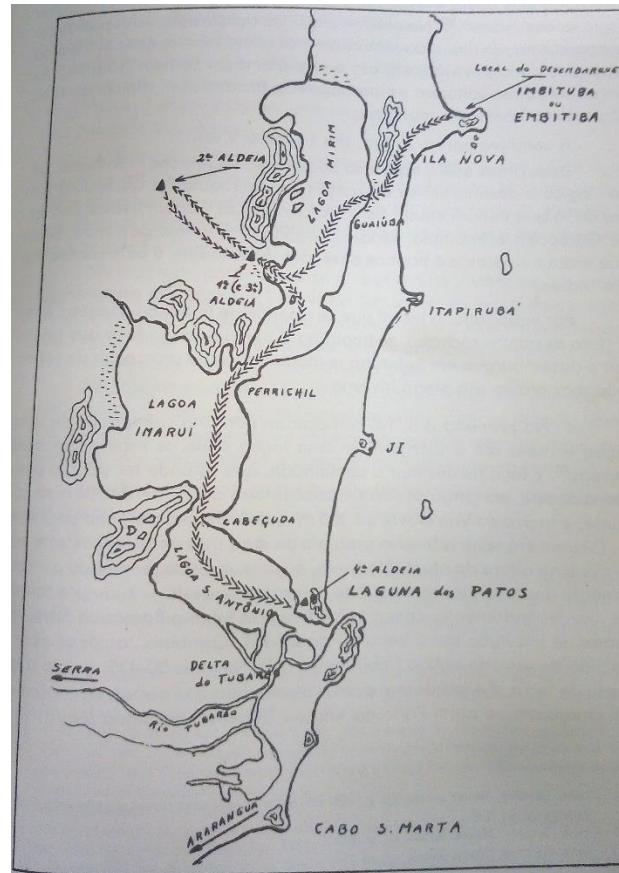 LOCAL do DESEMBARQUE
IMBITUBA
OU
EMBITIBA
2ª ALDEIA
LAGOA MIRIM
VILA NOVA
GUAIÚBA
1ª (e 3ª)
ALDEIA
ITAPIRUBÁ
PERRICHIL
LAGOA
IMARUÍ
JI
CABEÇUDA
D
LAGOA S. ANTÔNIO
4ª ALDEIA
LAGUNA dos PATOS
DELTA
do TUBARÃO
SERRA
Rio TUBARÃO
ARARANGUA
CABO S. MARTA